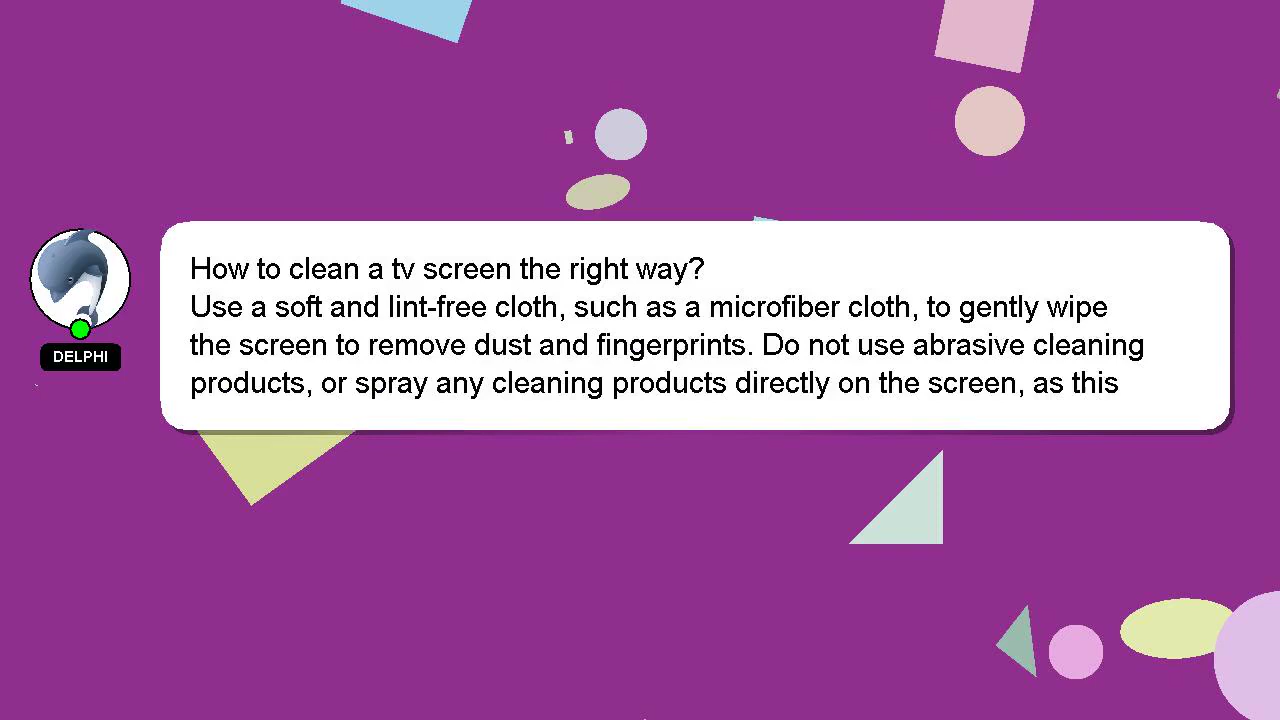 How to clean a tv screen the right way?
Use a soft and lint-free cloth, such as a microfiber cloth, to gently wipe
the screen to remove dust and fingerprints. Do not use abrasive cleaning
products, or spray any cleaning products directly on the screen, as this
DELPHI